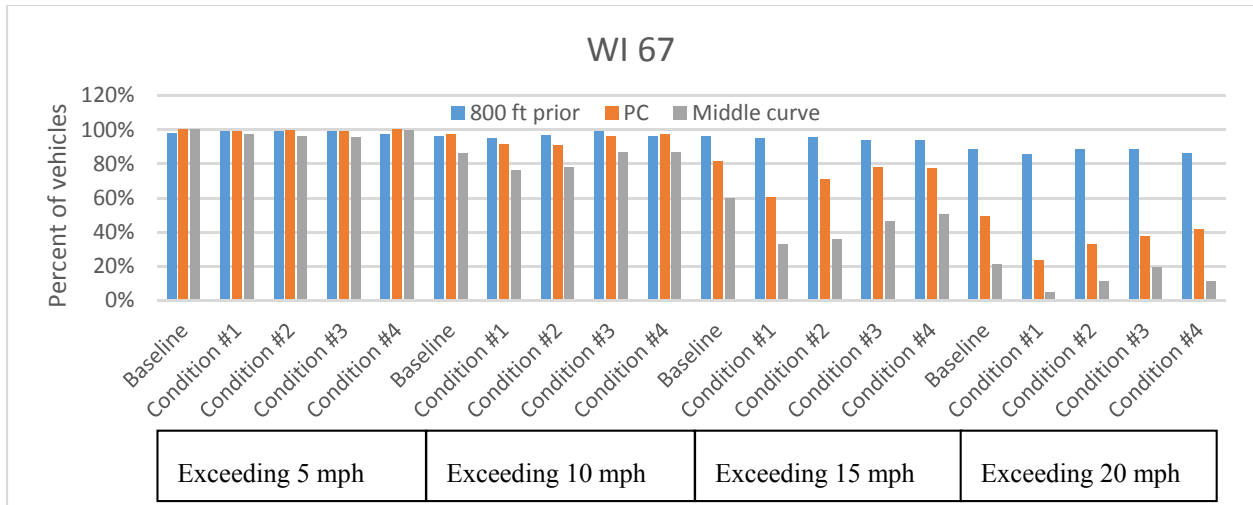 WI 67
Percent of vehicles
120%
100%
80%
60%
40%
20%
0%
800 ft prior PC Middle curve
Baseline
Condition #1
Condition #2
Condition #3
Condition #4
Baseline
Condition #1
Condition #2
Condition #3
Condition #4
Baseline
Condition #1
Condition #2
Condition #3
Condition #4
Baseline
Condition #1
Condition #2
Condition #3
Condition #4
Exceeding 5 mph
Exceeding 10 mph
Exceeding 15 mph
Exceeding 20 mph